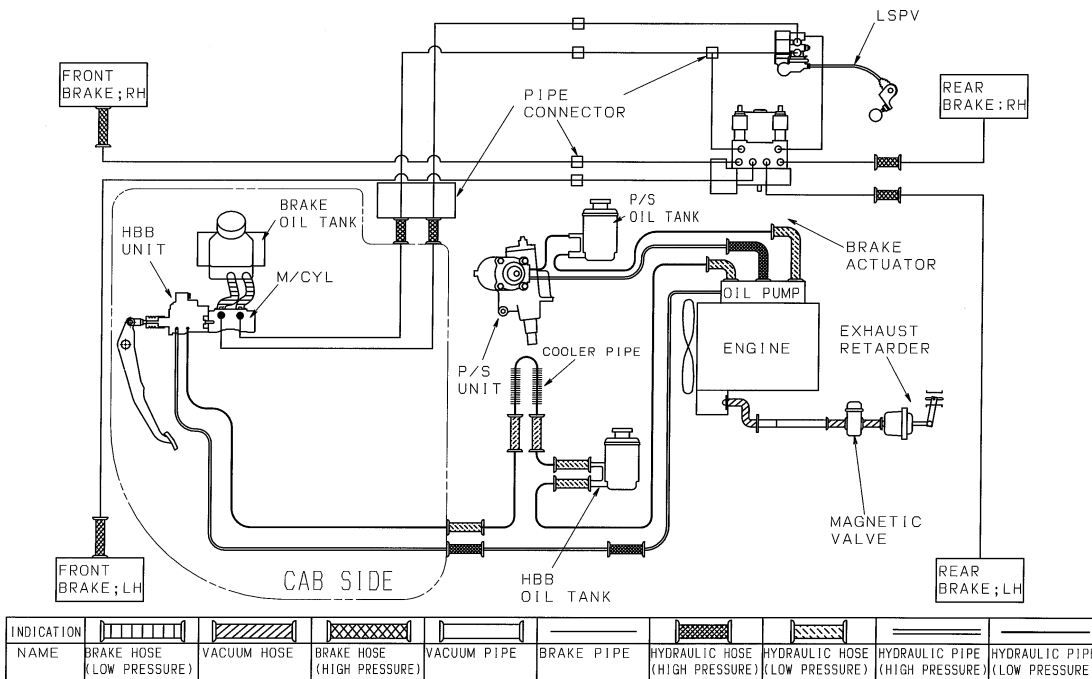 LSPV
FRONT
BRAKE;RH
REAR
BRAKE;RH
PIPE
CONNECTOR
P/S
OIL TANK
BRAKE
OIL TANK
HBB
UNIT
M/CYL
BRAKE
ACTUATOR
OIL PUMP
ENGINE
EXHAUST
RETARDER
P/S
UNIT
COOLER PIPE
MAGNETIC
VALVE
HBB
OIL TANK
CAB SIDE
FRONT
BRAKE;LH
REAR
BRAKE;LH
INDICATION
NAME
BRAKE HOSE
(LOW PRESSURE)
VACUUM HOSE
BRAKE HOSE
(HIGH PRESSURE)
VACUUM PIPE
BRAKE PIPE
HYDRAULIC HOSE
(HIGH PRESSURE)
HYDRAULIC HOSE
(LOW PRESSURE)
HYDRAULIC PIPE
(HIGH PRESSURE)
HYDRAULIC PIPE
(LOW PRESSURE